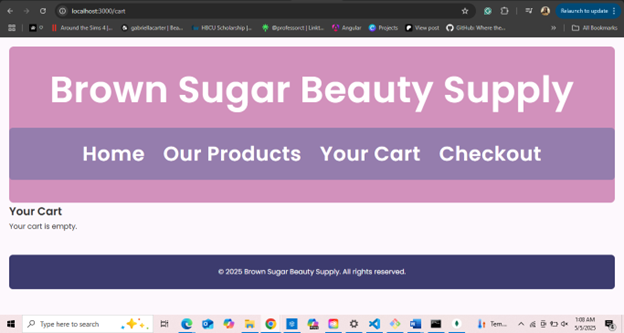 localhost:3000/cart
Relaunch to update
Around the Sims 4 |...
gabriellacarter | Bea...
HBCU Scholarship |...
@professorct | Linkt...
Angular
Projects
View post
GitHub: Where the...
All Bookmarks
Brown Sugar Beauty Supply
Home Our Products Your Cart Checkout
Your Cart
Your cart is empty.
© 2025 Brown Sugar Beauty Supply. All rights reserved.
Type here to search
Tem...
1:08 AM
5/5/2025